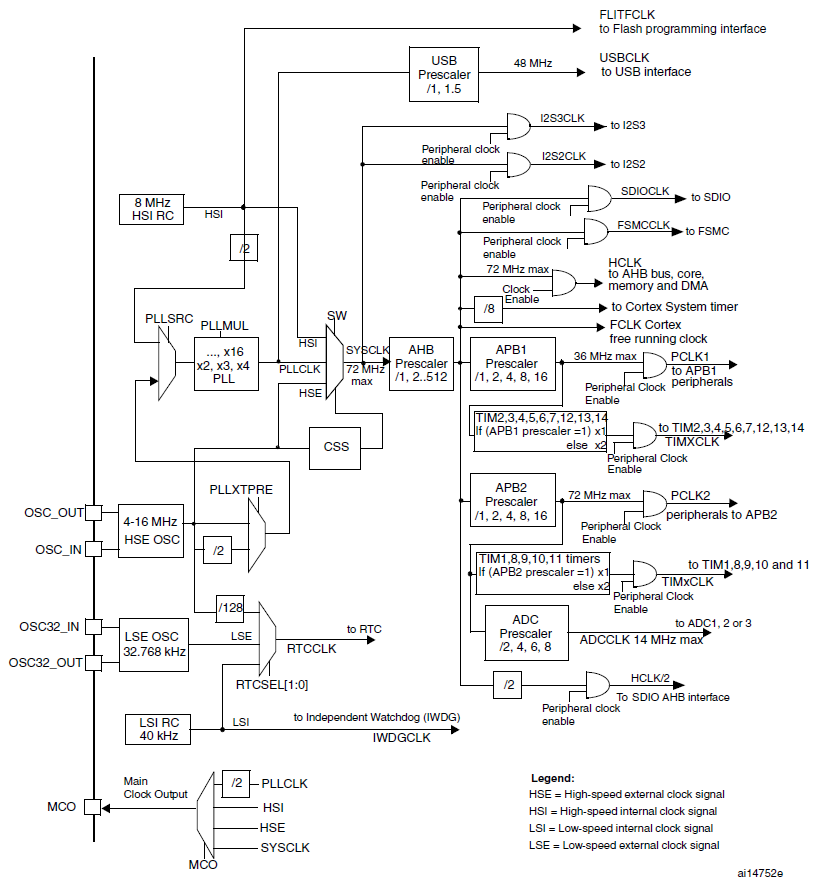 FLITFCLK
to Flash programming interface
USB
Prescaler
/1, 1.5
48 MHz
USBCLK
to USB interface
I2S3CLK
to I2S3
Peripheral clock
enable
I2S2CLK
to I2S2
Peripheral clock
enable
SDIOCLK
to SDIO
Peripheral clock
enable
FSMCCLK
to FSMC
Peripheral clock
enable
8 MHz
HSI RC
HSI
/2
HCLK
to AHB bus, core,
memory and DMA
72 MHz max
Clock
Enable
/8
to Cortex System timer
FCLK Cortex
free running clock
PLLSRC
PLLMUL
..., x16
x2, x3, x4
PLL
SW
HSI
PLLCLK
HSE
SYSCLK
72 MHz
max
AHB
Prescaler
/1, 2..512
APB1
Prescaler
/1, 2, 4, 8, 16
36 MHz max
PCLK1
to APB1
peripherals
Peripheral Clock
Enable
CSS
TIM2,3,4,5,6,7,12,13,14
If (APB1 prescaler =1) x1
else x2
to TIM2,3,4,5,6,7,12,13,14
TIMXCLK
Peripheral Clock
Enable
PLLXTPRE
OSC_OUT
OSC_IN
4-16 MHz
HSE OSC
/2
APB2
Prescaler
/1, 2, 4, 8, 16
72 MHz max
PCLK2
peripherals to APB2
Peripheral Clock
Enable
TIM1,8,9,10,11 timers
If (APB2 prescaler =1) x1
else x2
to TIM1,8,9,10 and 11
TIMxCLK
Peripheral Clock
Enable
/128
OSC32_IN
OSC32_OUT
LSE OSC
32.768 kHz
LSE
to RTC
RTCCLK
RTCSEL[1:0]
ADC
Prescaler
/2, 4, 6, 8
to ADC1, 2 or 3
ADCCLK 14 MHz max
/2
HCLK/2
To SDIO AHB interface
Peripheral clock
enable
LSI RC
40 kHz
LSI
to Independent Watchdog (IWDG)
IWDGCLK
MCO
Main
Clock Output
/2
PLLCLK
HSI
HSE
SYSCLK
MCO
Legend:
HSE = High-speed external clock signal
HSI = High-speed internal clock signal
LSI = Low-speed internal clock signal
LSE = Low-speed external clock signal
ai14752e